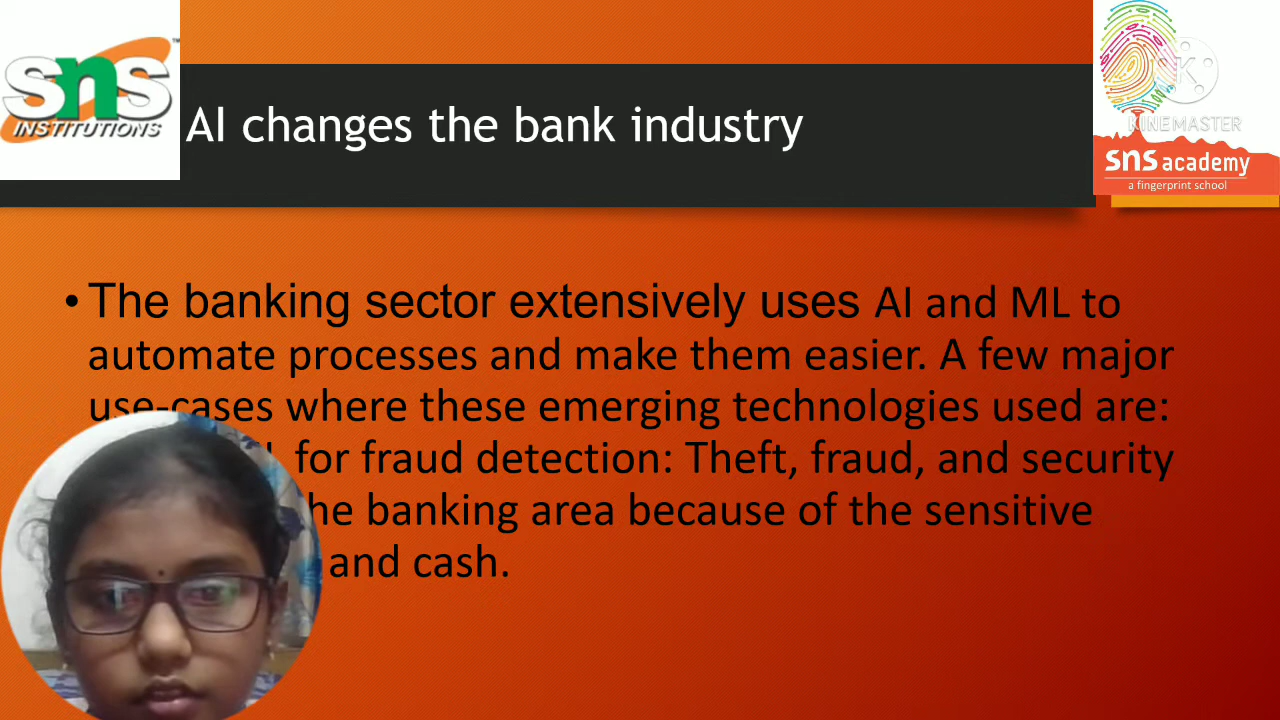 sns
INSTITUTIONS
AI changes the bank industry
KINEMASTER
sns academy
a fingerprint school
• The banking sector extensively uses AI and ML to
automate processes and make them easier. A few major
use-cases where these emerging technologies used are:
for fraud detection: Theft, fraud, and security
banking area because of the sensitive
and cash.